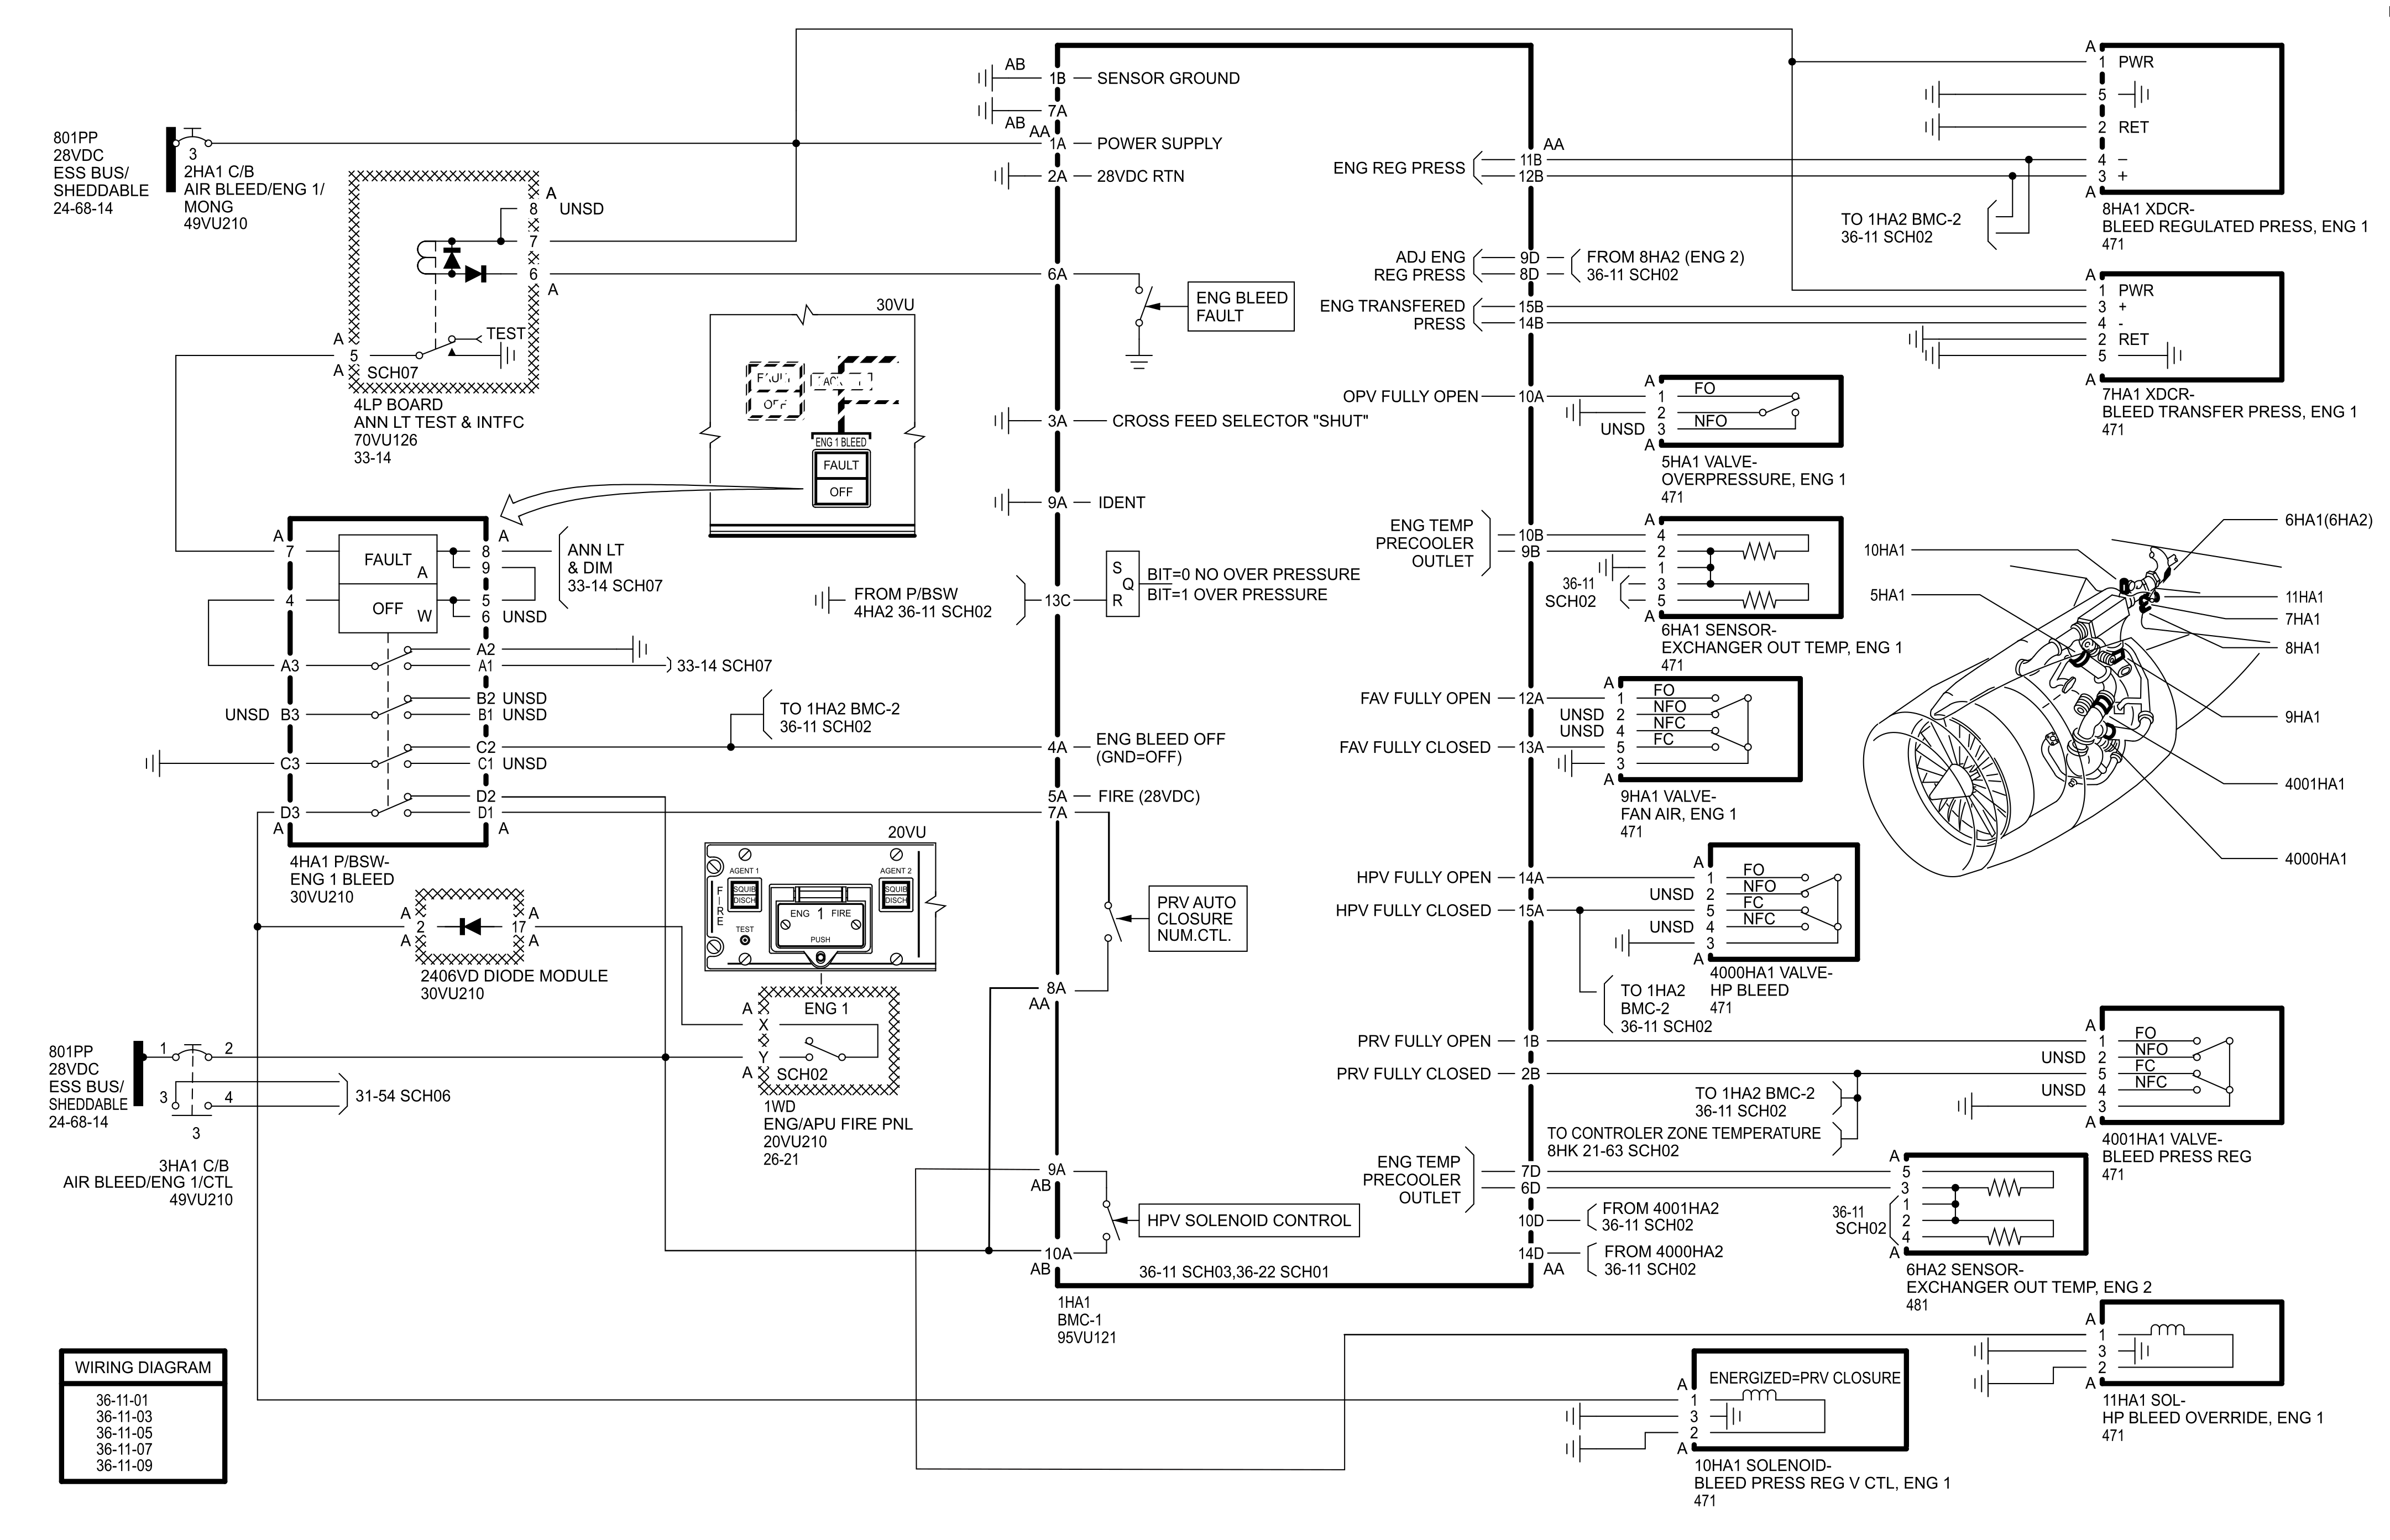 801PP
28VDC
ESS BUS/
SHEDDABLE
24-68-14
3
2HA1 C/B
AIR BLEED/ENG 1/
MONG
49VU210
A
8 UNSD
7
6
A
A
5
A
SCH07
TEST
4LP BOARD
ANN LT TEST & INTFC
70VU126
33-14
30VU
ENG 1 BLEED
FAULT
OFF
A
7
4
A3
UNSD B3
C3
D3
A
FAULT
A
OFF
W
A
8
9
5
6 UNSD
A2
A1
B2 UNSD
B1 UNSD
C2
C1 UNSD
D2
D1
A
ANN LT
& DIM
33-14 SCH07
33-14 SCH07
TO 1HA2 BMC-2
36-11 SCH02
4HA1 P/BSW-
ENG 1 BLEED
30VU210
A
2
A
A
17
A
2406VD DIODE MODULE
30VU210
20VU
AGENT 1
SQUIB
DISCH
FIRE
TEST
ENG 1 FIRE
PUSH
AGENT 2
SQUIB
DISCH
A
X
Y
A
ENG 1
SCH02
1WD
ENG/APU FIRE PNL
20VU210
26-21
801PP
28VDC
ESS BUS/
SHEDDABLE
24-68-14
1
2
3
4
3
31-54 SCH06
3HA1 C/B
AIR BLEED/ENG 1/CTL
49VU210
WIRING DIAGRAM
36-11-01
36-11-03
36-11-05
36-11-07
36-11-09
AB
1B SENSOR GROUND
7A
AB
AA
1A POWER SUPPLY
2A 28VDC RTN
6A
ENG BLEED
FAULT
3A CROSS FEED SELECTOR "SHUT"
9A IDENT
FROM P/BSW
4HA2 36-11 SCH02
13C
S
Q
R
BIT=0 NO OVER PRESSURE
BIT=1 OVER PRESSURE
4A ENG BLEED OFF
(GND=OFF)
5A FIRE (28VDC)
7A
PRV AUTO
CLOSURE
NUM.CTL.
8A
AA
9A
AB
HPV SOLENOID CONTROL
10A
AB
36-11 SCH03,36-22 SCH01
1HA1
BMC-1
95VU121
AA
ENG REG PRESS
11B
12B
ADJ ENG
REG PRESS
9D
8D
FROM 8HA2 (ENG 2)
36-11 SCH02
ENG TRANSFERED
PRESS
15B
14B
OPV FULLY OPEN
10A
ENG TEMP
PRECOOLER
OUTLET
10B
9B
FAV FULLY OPEN
12A
FAV FULLY CLOSED
13A
HPV FULLY OPEN
14A
HPV FULLY CLOSED
15A
PRV FULLY OPEN
1B
PRV FULLY CLOSED
2B
ENG TEMP
PRECOOLER
OUTLET
7D
6D
10D
FROM 4001HA2
36-11 SCH02
14D
AA
FROM 4000HA2
36-11 SCH02
A
1 PWR
5
2 RET
4 –
3 +
A
TO 1HA2 BMC-2
36-11 SCH02
8HA1 XDCR-
BLEED REGULATED PRESS, ENG 1
471
A
1 PWR
3 +
4 -
2 RET
5
A
7HA1 XDCR-
BLEED TRANSFER PRESS, ENG 1
471
A
1 FO
2
UNSD 3 NFO
A
5HA1 VALVE-
OVERPRESSURE, ENG 1
471
A
4
2
1
3
5
A
36-11
SCH02
6HA1 SENSOR-
EXCHANGER OUT TEMP, ENG 1
471
A
1 FO
UNSD 2 NFO
UNSD 4 NFC
5 FC
3
A
9HA1 VALVE-
FAN AIR, ENG 1
471
A
1 FO
UNSD 2 NFO
5 FC
UNSD 4 NFC
3
A
TO 1HA2
BMC-2
36-11 SCH02
4000HA1 VALVE-
HP BLEED
471
A
1 FO
UNSD 2 NFO
5 FC
UNSD 4 NFC
3
A
TO 1HA2 BMC-2
36-11 SCH02
TO CONTROLER ZONE TEMPERATURE
8HK 21-63 SCH02
4001HA1 VALVE-
BLEED PRESS REG
471
A
5
3
1
2
4
A
36-11
SCH02
6HA2 SENSOR-
EXCHANGER OUT TEMP, ENG 2
481
A
1
3
2
A
11HA1 SOL-
HP BLEED OVERRIDE, ENG 1
471
A
1
3
2
A
ENERGIZED=PRV CLOSURE
10HA1 SOLENOID-
BLEED PRESS REG V CTL, ENG 1
471
6HA1(6HA2)
10HA1
5HA1
11HA1
7HA1
8HA1
9HA1
4001HA1
4000HA1